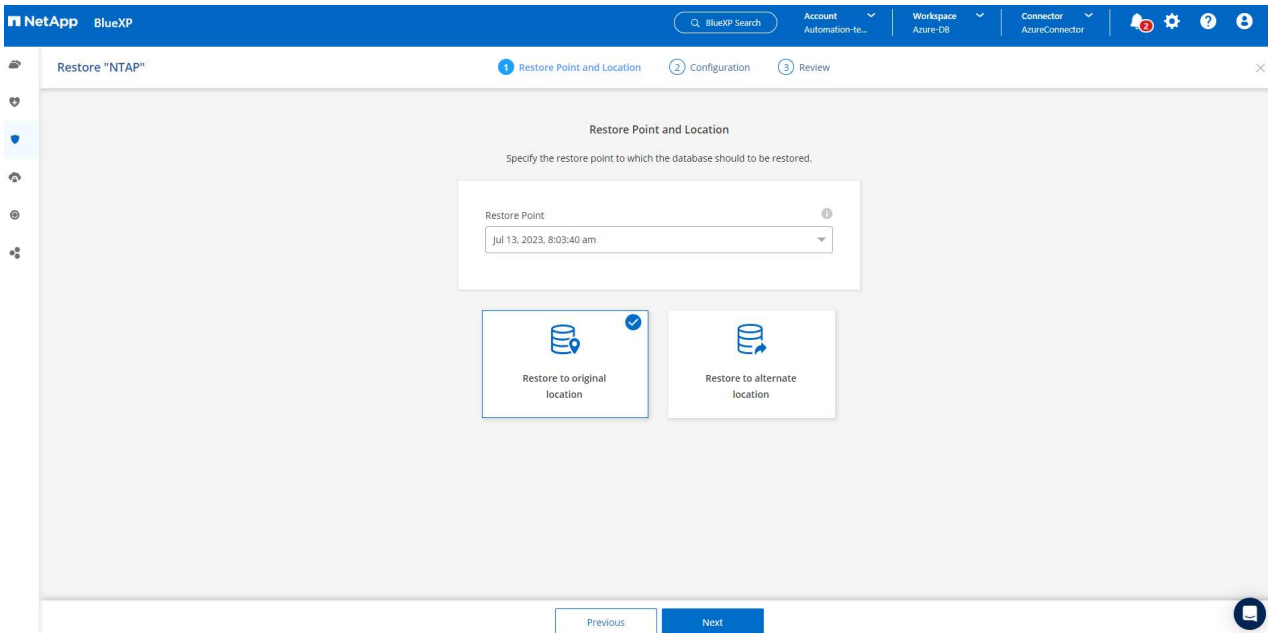 NetApp BlueXP
BlueXP Search
Account
Automation-te...
Workspace
Azure-DB
Connector
AzureConnector
2
Restore "NTAP"
1 Restore Point and Location
2 Configuration
3 Review
Restore Point and Location
Specify the restore point to which the database should to be restored.
Restore Point
Jul 13, 2023, 8:03:40 am
Restore to original
location
Restore to alternate
location
Previous
Next